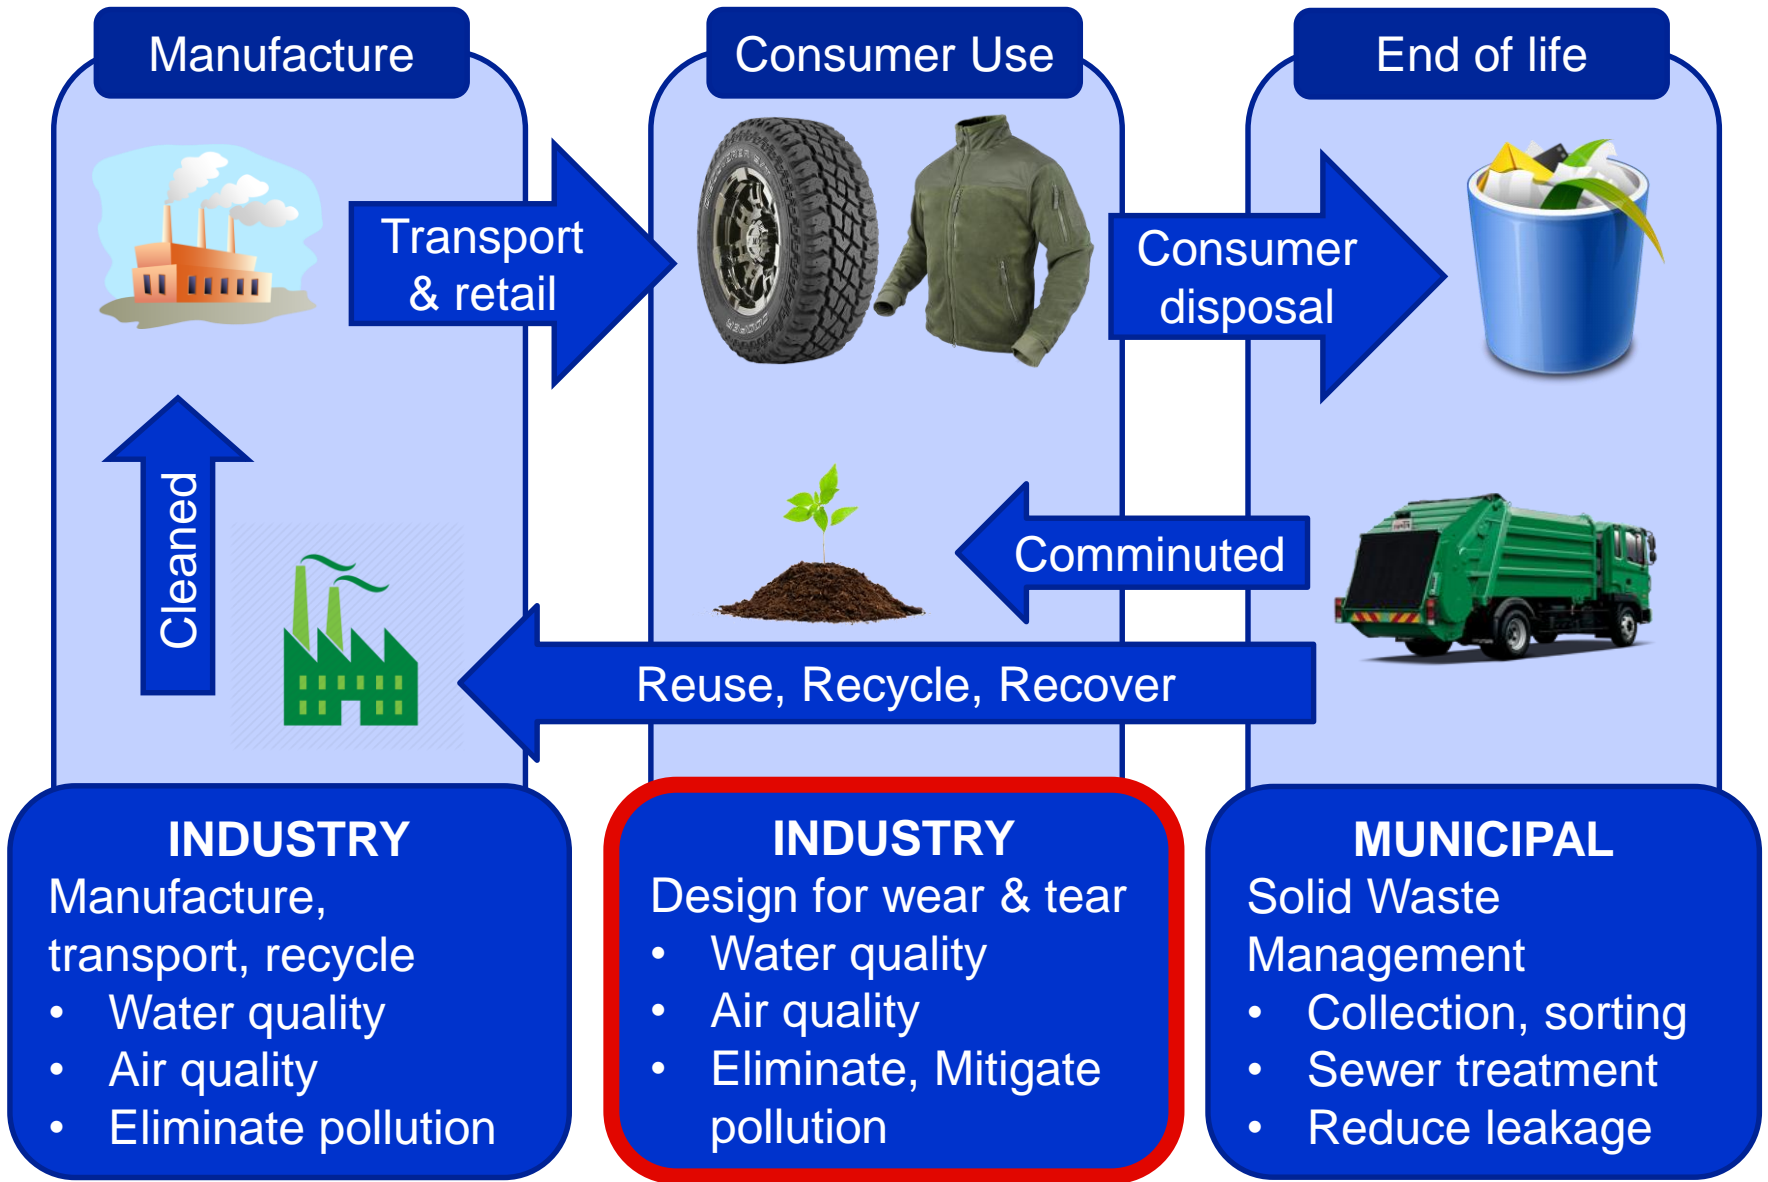 Manufacture
Consumer Use
End of life
Transport
& retail
Consumer
disposal
COOPER
Cleaned
Comminuted
Reuse, Recycle, Recover
INDUSTRY
Manufacture,
transport, recycle
• Water quality
• Air quality
• Eliminate pollution
INDUSTRY
Design for wear & tear
• Water quality
• Air quality
• Eliminate, Mitigate
pollution
MUNICIPAL
Solid Waste
Management
• Collection, sorting
• Sewer treatment
• Reduce leakage